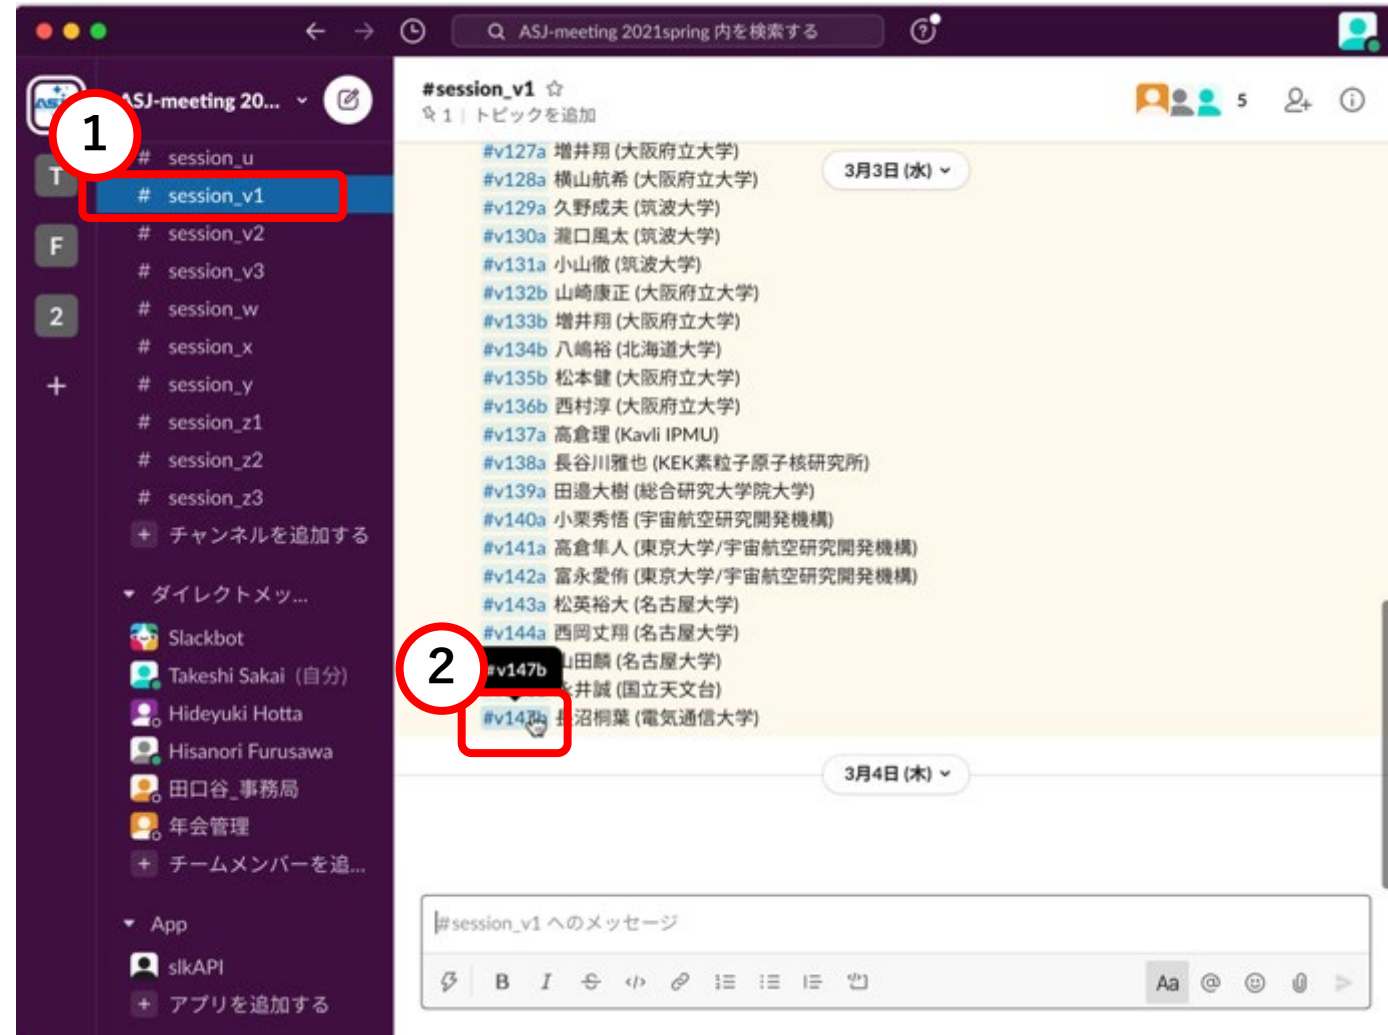 ASJ-meeting 2021spring 内を検索する
ASJ-meeting 20...
1
T
F
2
# session_u
# session_v1
# session_v2
# session_v3
# session_w
# session_x
# session_y
# session_z1
# session_z2
# session_z3
+ チャンネルを追加する
ダイレクトメッ...
Slackbot
Takeshi Sakai (自分)
Hideyuki Hotta
Hisanori Furusawa
田口谷_事務局
年会管理
+ チームメンバーを追...
App
slkAPI
+ アプリを追加する
#session_v1
1 | トピックを追加
5
3月3日 (水)
#v127a 増井翔 (大阪府立大学)
#v128a 横山航希 (大阪府立大学)
#v129a 久野成夫 (筑波大学)
#v130a 瀧口風太 (筑波大学)
#v131a 小山徹 (筑波大学)
#v132b 山崎康正 (大阪府立大学)
#v133b 増井翔 (大阪府立大学)
#v134b 八嶋裕 (北海道大学)
#v135b 松本健 (大阪府立大学)
#v136b 西村淳 (大阪府立大学)
#v137a 高倉理 (Kavli IPMU)
#v138a 長谷川雅也 (KEK素粒子原子核研究所)
#v139a 田邉大樹 (総合研究大学院大学)
#v140a 小栗秀悟 (宇宙航空研究開発機構)
#v141a 高倉隼人 (東京大学/宇宙航空研究開発機構)
#v142a 富永愛侑 (東京大学/宇宙航空研究開発機構)
#v143a 松英裕大 (名古屋大学)
#v144a 西岡丈翔 (名古屋大学)
山田麟 (名古屋大学)
永井誠 (国立天文台)
#v147b 長沼桐葉 (電気通信大学)
2
#v147b
3月4日 (木)
#session_v1 へのメッセージ
B I S </> Aa @